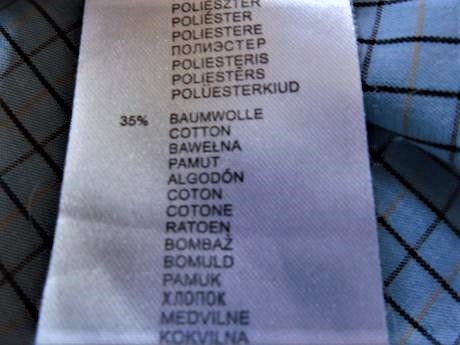 POLIESZTER
POLIÉSTER
POLIESTERE
ПОЛИЭСТЕР
POLIESTERIS
POLIESTĒRS
POLÜESTERKIUD
35% BAUMWOLLE
COTTON
BAWEŁNA
PAMUT
ALGODÓN
COTON
COTONE
RATOEN
BOMBAŽ
BOMULD
PAMUK
ХЛОПОК
MEDVILNE
KOKVILNA